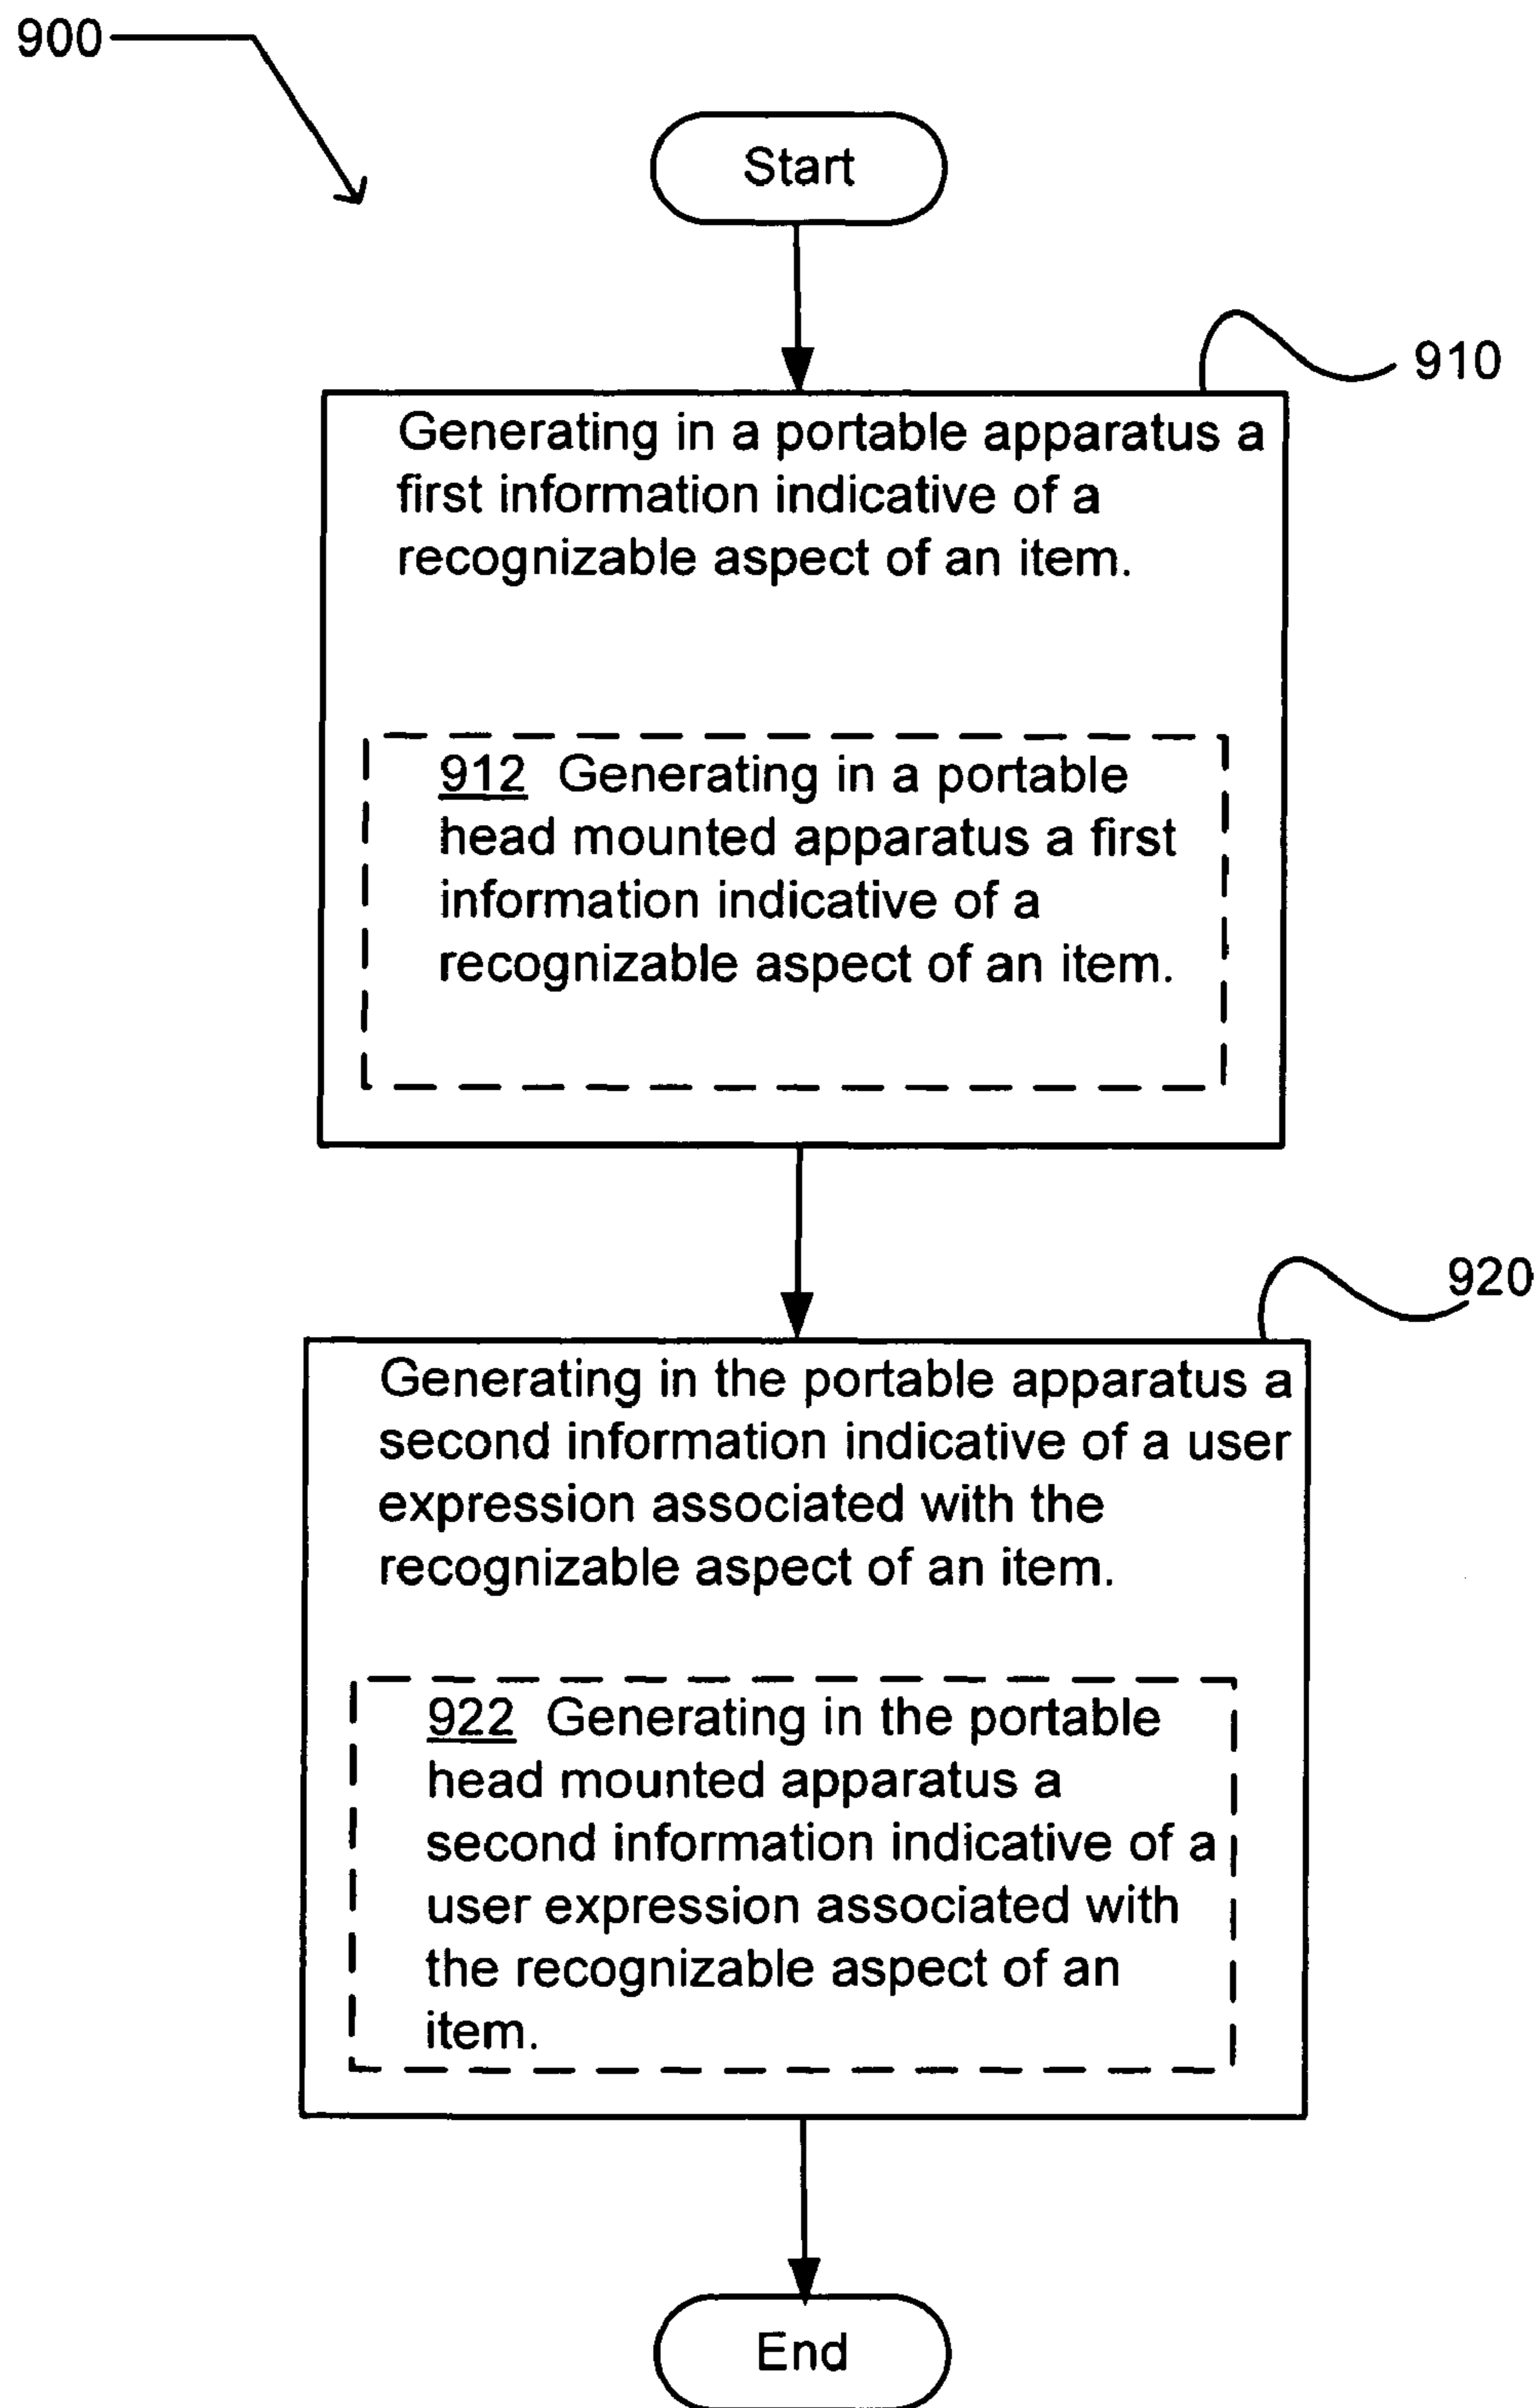 900
Start
910
Generating in a portable apparatus a
first information indicative of a
recognizable aspect of an item.
912 Generating in a portable
head mounted apparatus a first
information indicative of a
recognizable aspect of an item.
920
Generating in the portable apparatus a
second information indicative of a user
expression associated with the
recognizable aspect of an item.
922 Generating in the portable
head mounted apparatus a
second information indicative of a
user expression associated with
the recognizable aspect of an
item.
End